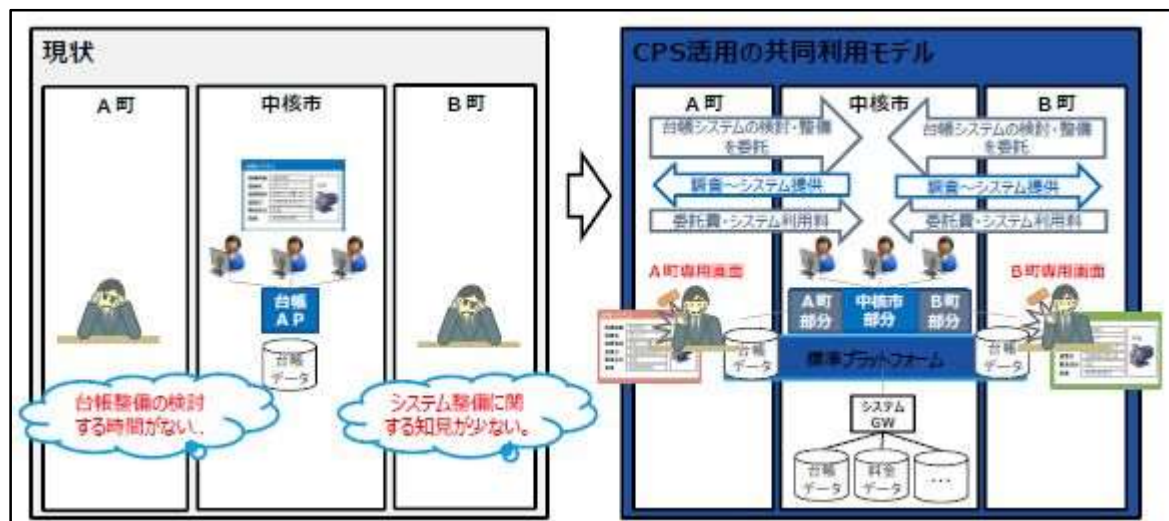 現状
A町
中核市
B町
台帳
AP
台帳
データ
台帳整備の検討
する時間がない..
システム整備に関
する知見が少ない。
CPS活用の共同利用モデル
A町
中核市
B町
台帳システムの検討・整備
を委託
台帳システムの検討・整備
を委託
調査～システム提供
調査～システム提供
委託費・システム利用料
委託費・システム利用料
A町専用画面
B町専用画面
A町
部分
中核市
部分
B町
部分
台帳
データ
標準プラットフォーム
台帳
データ
システム
GW
台帳
データ
料金
データ
…